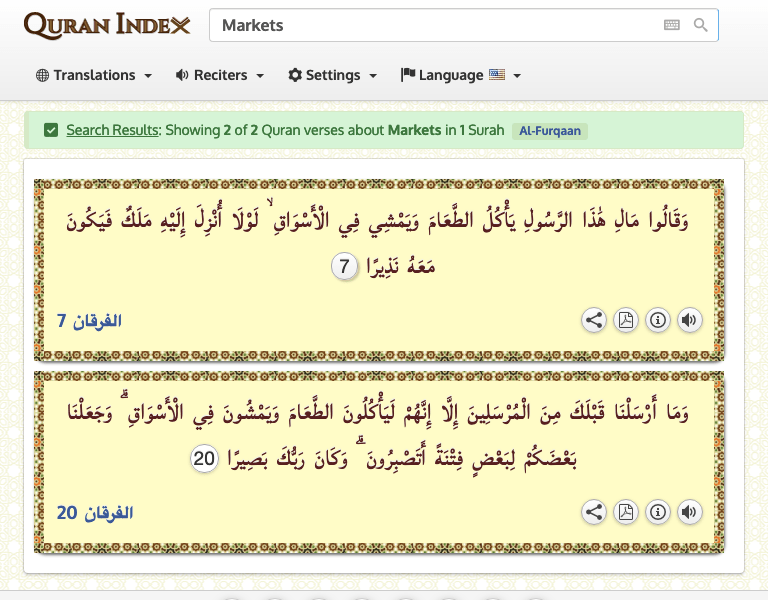 QURAN INDEX
Markets
Translations
Reciters
Settings
Language
Search Results: Showing 2 of 2 Quran verses about Markets in 1 Surah Al-Furqaan
وَقَالُوا مَالِ هَٰذَا الرَّسُولِ يَأْكُلُ الطَّعَامَ وَيَمْشِي فِي الْأَسْوَاقِ ۙ لَوْلَا أُنْزِلَ إِلَيْهِ مَلَكٌ فَيَكُونَ
مَعَهُ نَذِيرًا 7
الفرقان 7
وَمَا أَرْسَلْنَا قَبْلَكَ مِنَ الْمُرْسَلِينَ إِلَّا إِنَّهُمْ لَيَأْكُلُونَ الطَّعَامَ وَيَمْشُونَ فِي الْأَسْوَاقِ ۗ وَجَعَلْنَا
بَعْضَكُمْ لِبَعْضٍ فِتْنَةً أَتَصْبِرُونَ ۗ وَكَانَ رَبُّكَ بَصِيرًا 20
الفرقان 20